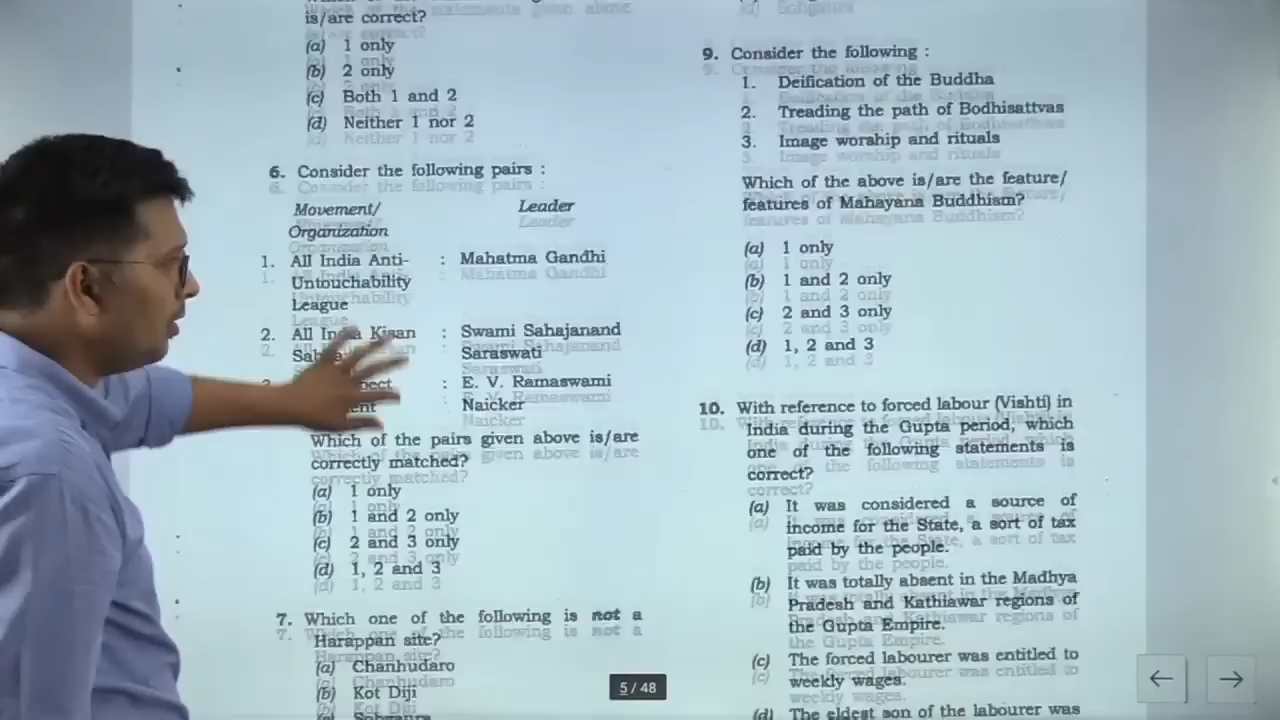 is/are correct?
(a) 1 only
(b) 2 only
(c) Both 1 and 2
(d) Neither 1 nor 2
6. Consider the following pairs :
Movement/ Leader
Organization
1. All India Anti- : Mahatma Gandhi
Untouchability
League
2. All India Kisan : Swami Sahajanand
Saraswati
: E. V. Ramaswami
Naicker
Which of the pairs given above is/are
correctly matched?
(a) 1 only
(b) 1 and 2 only
(c) 2 and 3 only
(d) 1, 2 and 3
7. Which one of the following is not a
Harappan site?
(a) Chanhudaro
(b) Kot Diji
9. Consider the following :
1. Deification of the Buddha
2. Treading the path of Bodhisattvas
3. Image worship and rituals
Which of the above is/are the feature/
features of Mahayana Buddhism?
(a) 1 only
(b) 1 and 2 only
(c) 2 and 3 only
(d) 1, 2 and 3
10. With reference to forced labour (Vishti) in
India during the Gupta period, which
one of the following statements is
correct?
(a) It was considered a source of
income for the State, a sort of tax
paid by the people.
(b) It was totally absent in the Madhya
Pradesh and Kathiawar regions of
the Gupta Empire.
(c) The forced labourer was entitled to
weekly wages.
(d) The eldest son of the labourer was
5 / 48